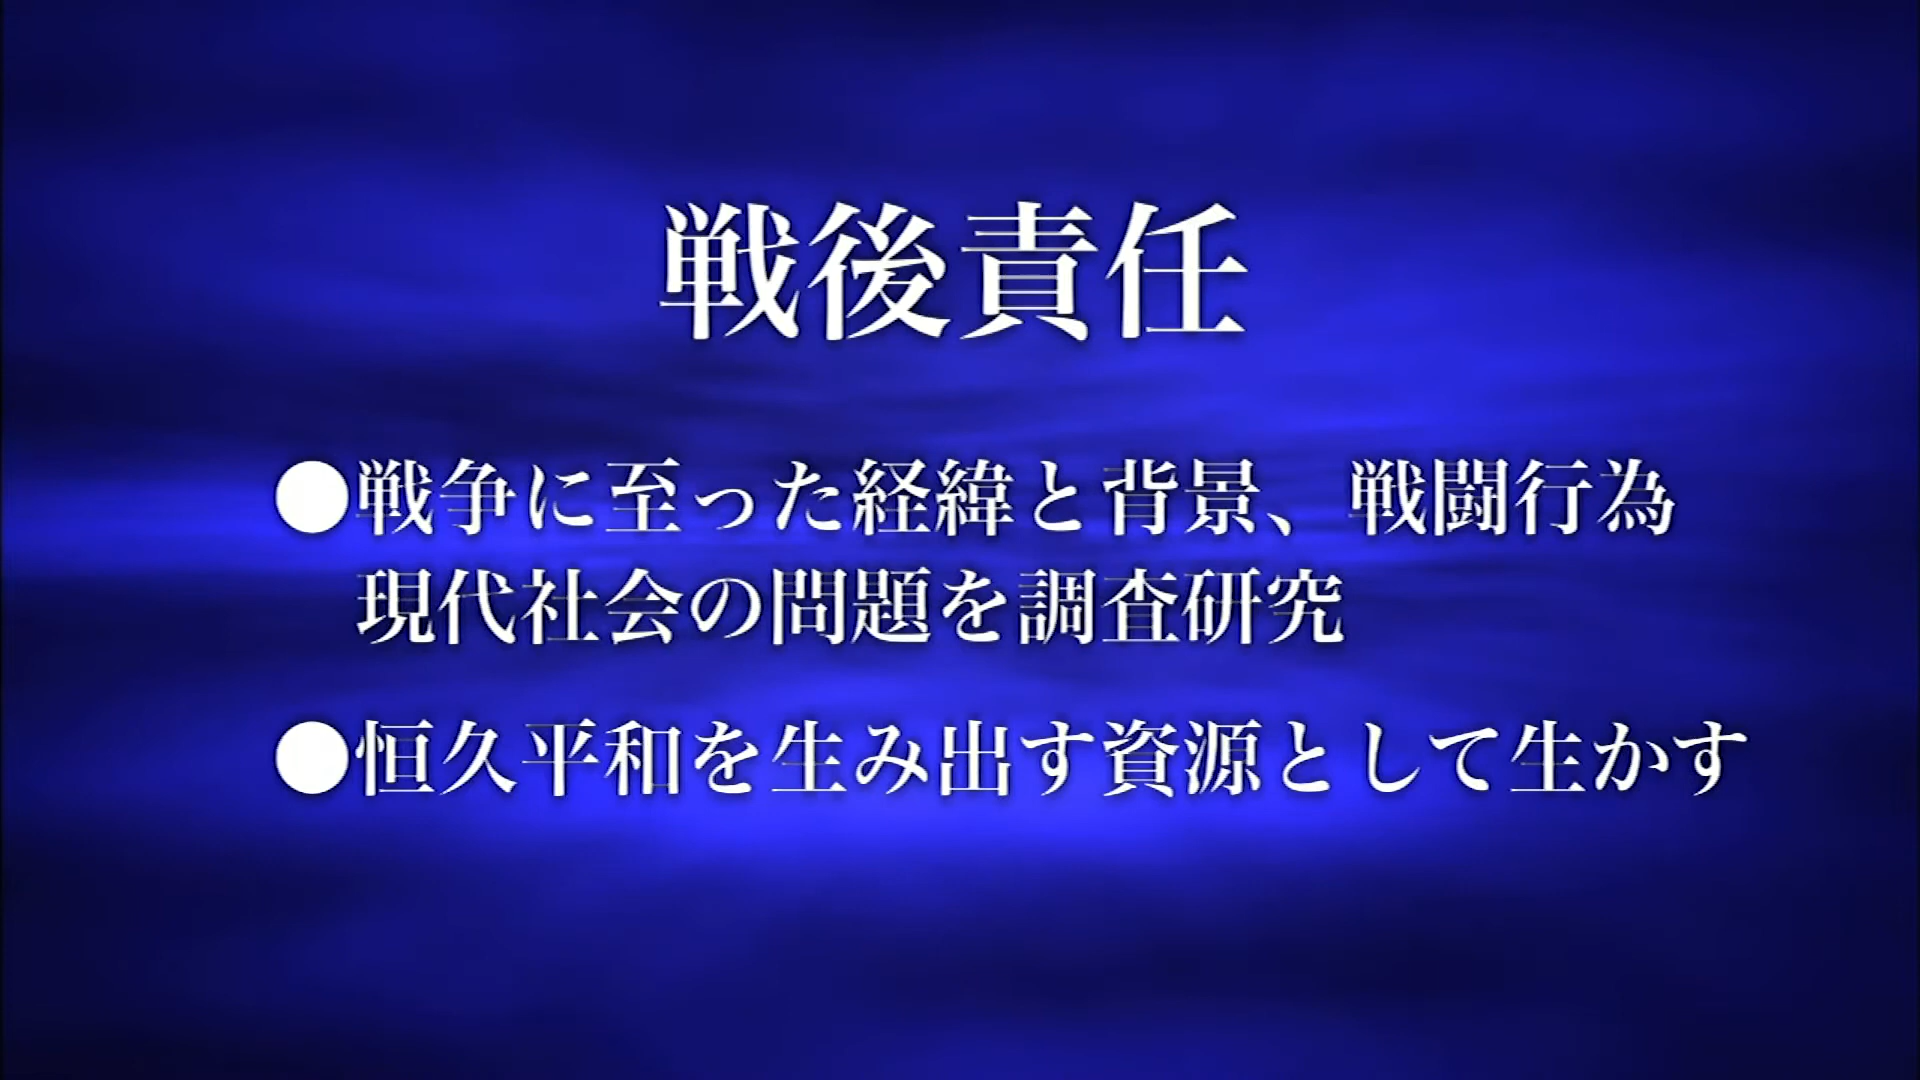 戦後責任
●戦争に至った経緯と背景、戦闘行為
現代社会の問題を調査研究
●恒久平和を生み出す資源として生かす